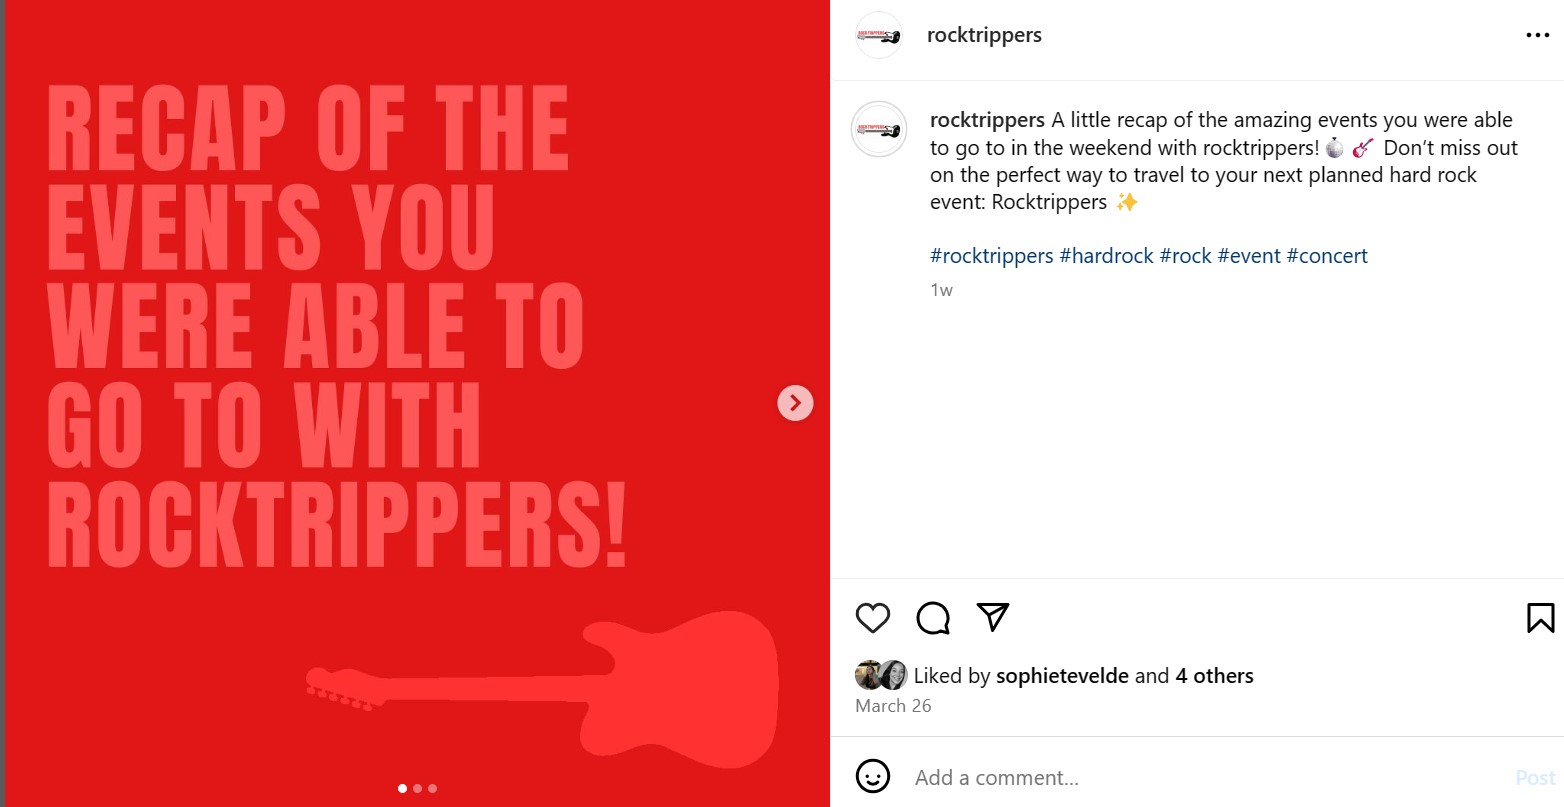 RECAP OF THE
EVENTS YOU
WERE ABLE TO
GO TO WITH
ROCKTRIPPERS!
rocktrippers
rocktrippers A little recap of the amazing events you were able
to go to in the weekend with rocktrippers! 🪩 🎸 Don't miss out
on the perfect way to travel to your next planned hard rock
event: Rocktrippers ✨
#rocktrippers #hardrock #rock #event #concert
1w
Liked by sophietevelde and 4 others
March 26
Add a comment...
Post